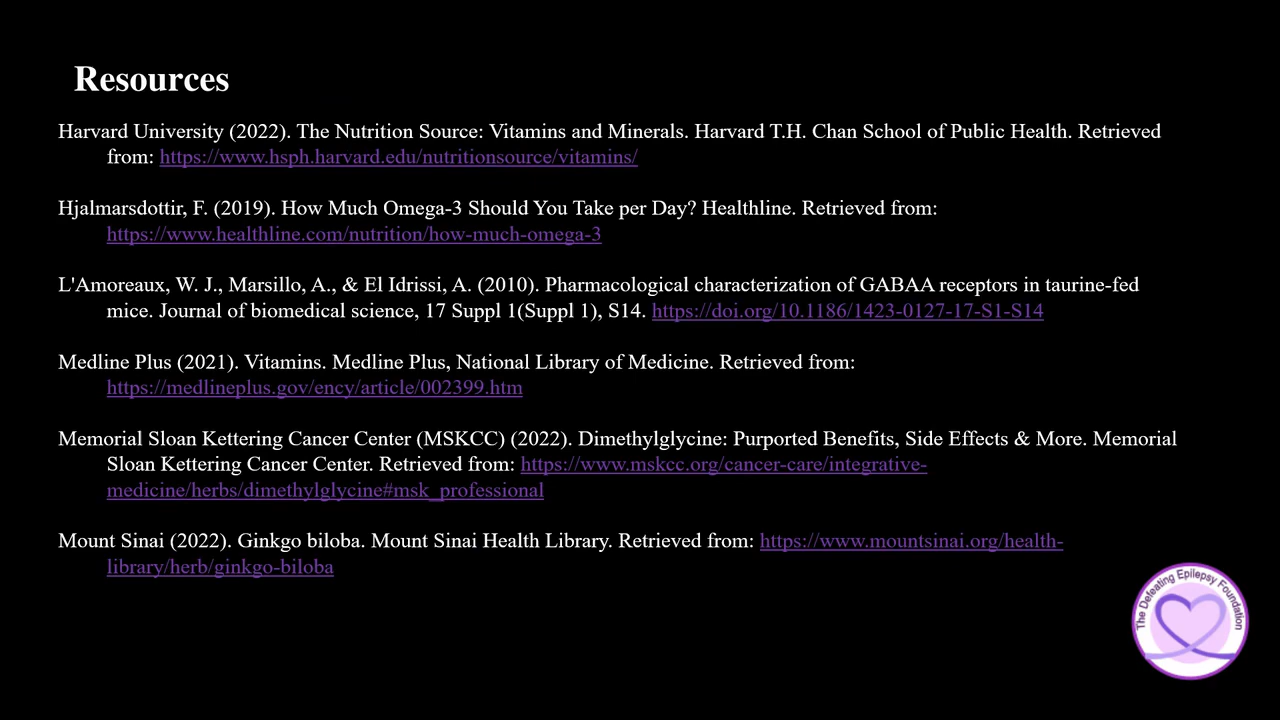 Resources
Harvard University (2022). The Nutrition Source: Vitamins and Minerals. Harvard T.H. Chan School of Public Health. Retrieved
from: https://www.hsph.harvard.edu/nutritionsource/vitamins/
Hjalmarsdottir, F. (2019). How Much Omega-3 Should You Take per Day? Healthline. Retrieved from:
https://www.healthline.com/nutrition/how-much-omega-3
L'Amoreaux, W. J., Marsillo, A., & El Idrissi, A. (2010). Pharmacological characterization of GABAA receptors in taurine-fed
mice. Journal of biomedical science, 17 Suppl 1(Suppl 1), S14. https://doi.org/10.1186/1423-0127-17-S1-S14
Medline Plus (2021). Vitamins. Medline Plus, National Library of Medicine. Retrieved from:
https://medlineplus.gov/ency/article/002399.htm
Memorial Sloan Kettering Cancer Center (MSKCC) (2022). Dimethylglycine: Purported Benefits, Side Effects & More. Memorial
Sloan Kettering Cancer Center. Retrieved from: https://www.mskcc.org/cancer-care/integrative-
medicine/herbs/dimethylglycine#msk_professional
Mount Sinai (2022). Ginkgo biloba. Mount Sinai Health Library. Retrieved from: https://www.mountsinai.org/health-
library/herb/ginkgo-biloba
The Defeating Epilepsy Foundation